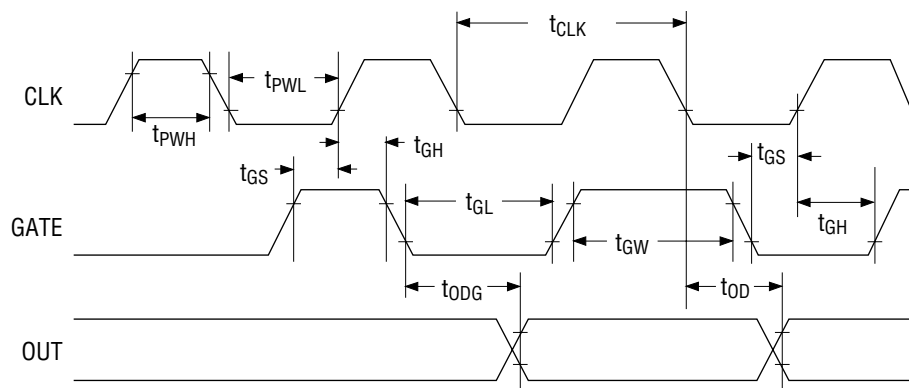 tCLK
CLK
tPWL
tPWH
tGH
tGS
tGS
GATE
tGL
tGW
tGH
tODG
tOD
OUT